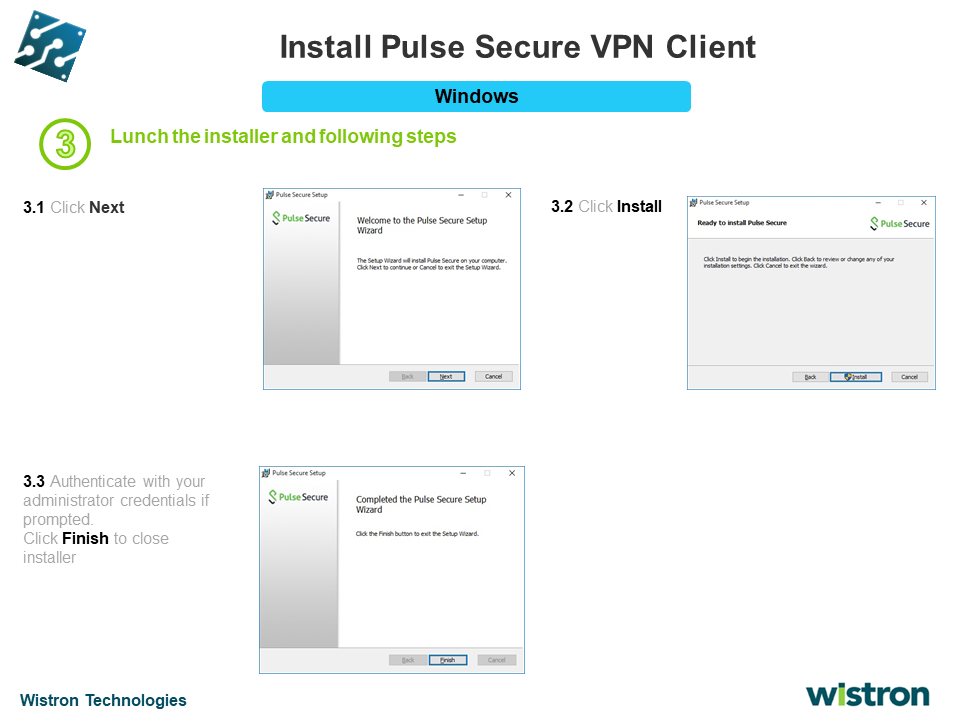 Install Pulse Secure VPN Client
Windows
3
Lunch the installer and following steps
3.1 Click Next
Pulse Secure Setup
Pulse Secure
Welcome to the Pulse Secure Setup
Wizard
The Setup Wizard will install Pulse Secure on your computer.
Click Next to continue or Cancel to exit the Setup Wizard.
Back Next Cancel
3.2 Click Install
Pulse Secure Setup
Ready to install Pulse Secure
Pulse Secure
Click Install to begin the installation. Click Back to review or change any of your
installation settings. Click Cancel to exit the wizard.
Back Install Cancel
3.3 Authenticate with your
administrator credentials if
prompted.
Click Finish to close
installer
Pulse Secure Setup
Pulse Secure
Completed the Pulse Secure Setup
Wizard
Click the Finish button to exit the Setup Wizard.
Back Finish Cancel
Wistron Technologies
wistron